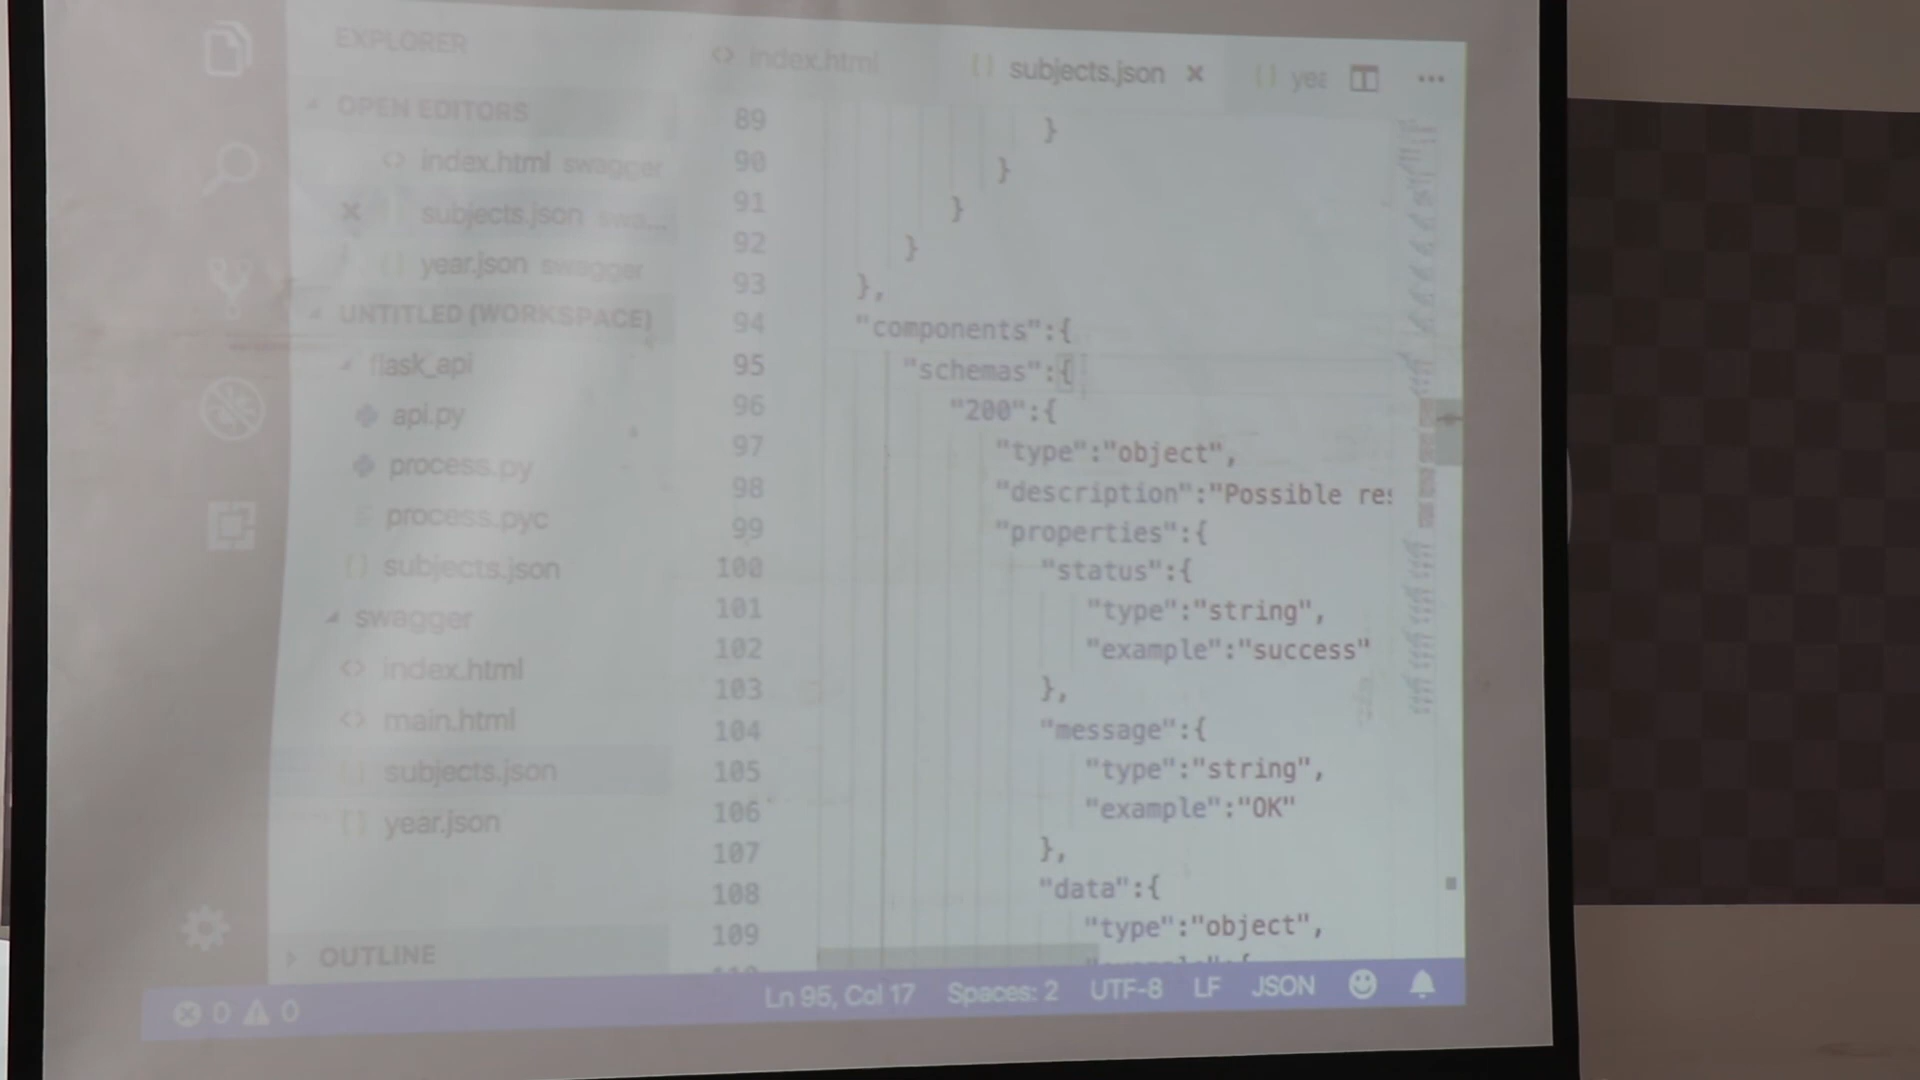 EXPLORER
OPEN EDITORS
index.html swagger
subjects.json swa...
year.json swagger
UNTITLED (WORKSPACE)
flask_api
api.py
process.py
process.pyc
subjects.json
swagger
index.html
main.html
subjects.json
year.json
OUTLINE
index.html
subjects.json
yea
89 }
90 }
91 }
92 }
93 },
94 "components":{
95 "schemas":{
96 "200":{
97 "type":"object",
98 "description":"Possible res
99 "properties":{
100 "status":{
101 "type":"string",
102 "example":"success"
103 },
104 "message":{
105 "type":"string",
106 "example":"OK"
107 },
108 "data":{
109 "type":"object",
110 "example":{
0 0
Ln 95, Col 17 Spaces: 2 UTF-8 LF JSON